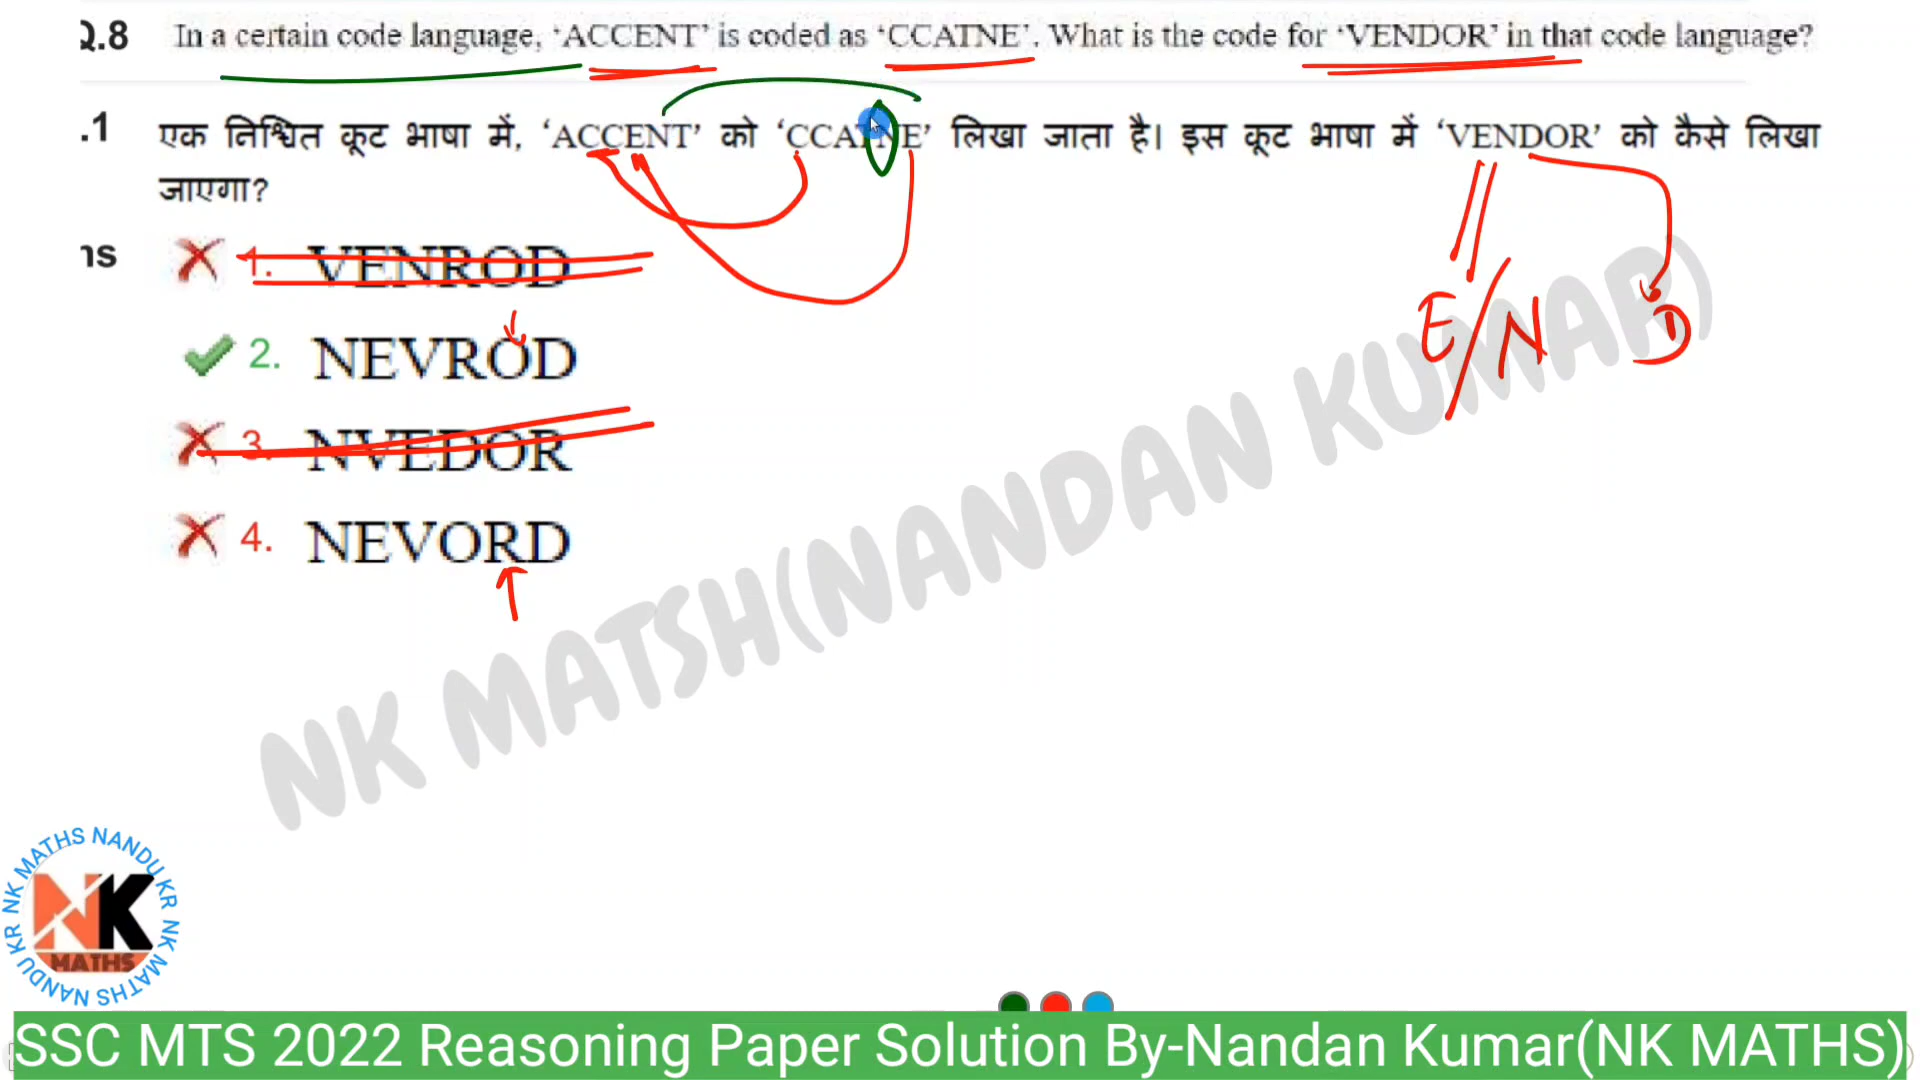 Q.8 In a certain code language, ‘ACCENT’ is coded as ‘CCATNE’. What is the code for ‘VENDOR’ in that code language?
.1 एक निश्चित कूट भाषा में, ‘ACCENT’ को ‘CCATNE’ लिखा जाता है। इस कूट भाषा में ‘VENDOR’ को कैसे लिखा
जाएगा?
ns 1. VENROD
2. NEVROD
3. NVEDOR
4. NEVORD
E/N D
NK MATSH(NANDAN KUMAR)
NK MATHS NANDU KR NK MATHS NANDU KR
NK
MATHS
SSC MTS 2022 Reasoning Paper Solution By-Nandan Kumar(NK MATHS)